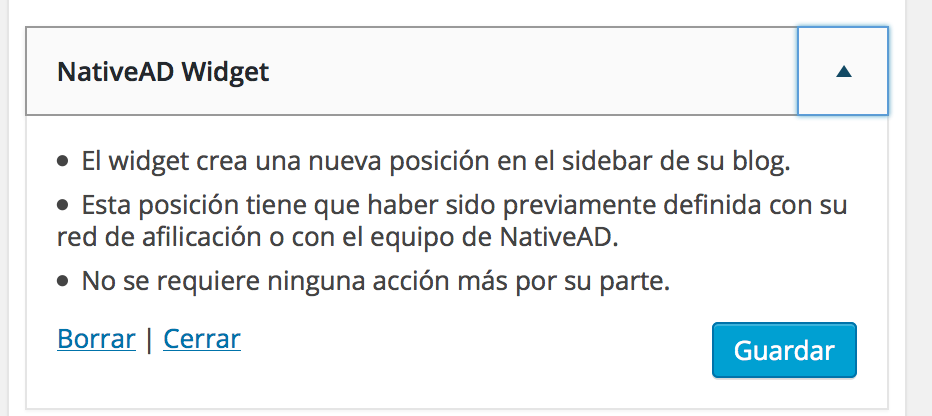 NativeAD Widget
• El widget crea una nueva posición en el sidebar de su blog.
• Esta posición tiene que haber sido previamente definida con su
red de afilicación o con el equipo de NativeAD.
• No se requiere ninguna acción más por su parte.
Borrar | Cerrar
Guardar